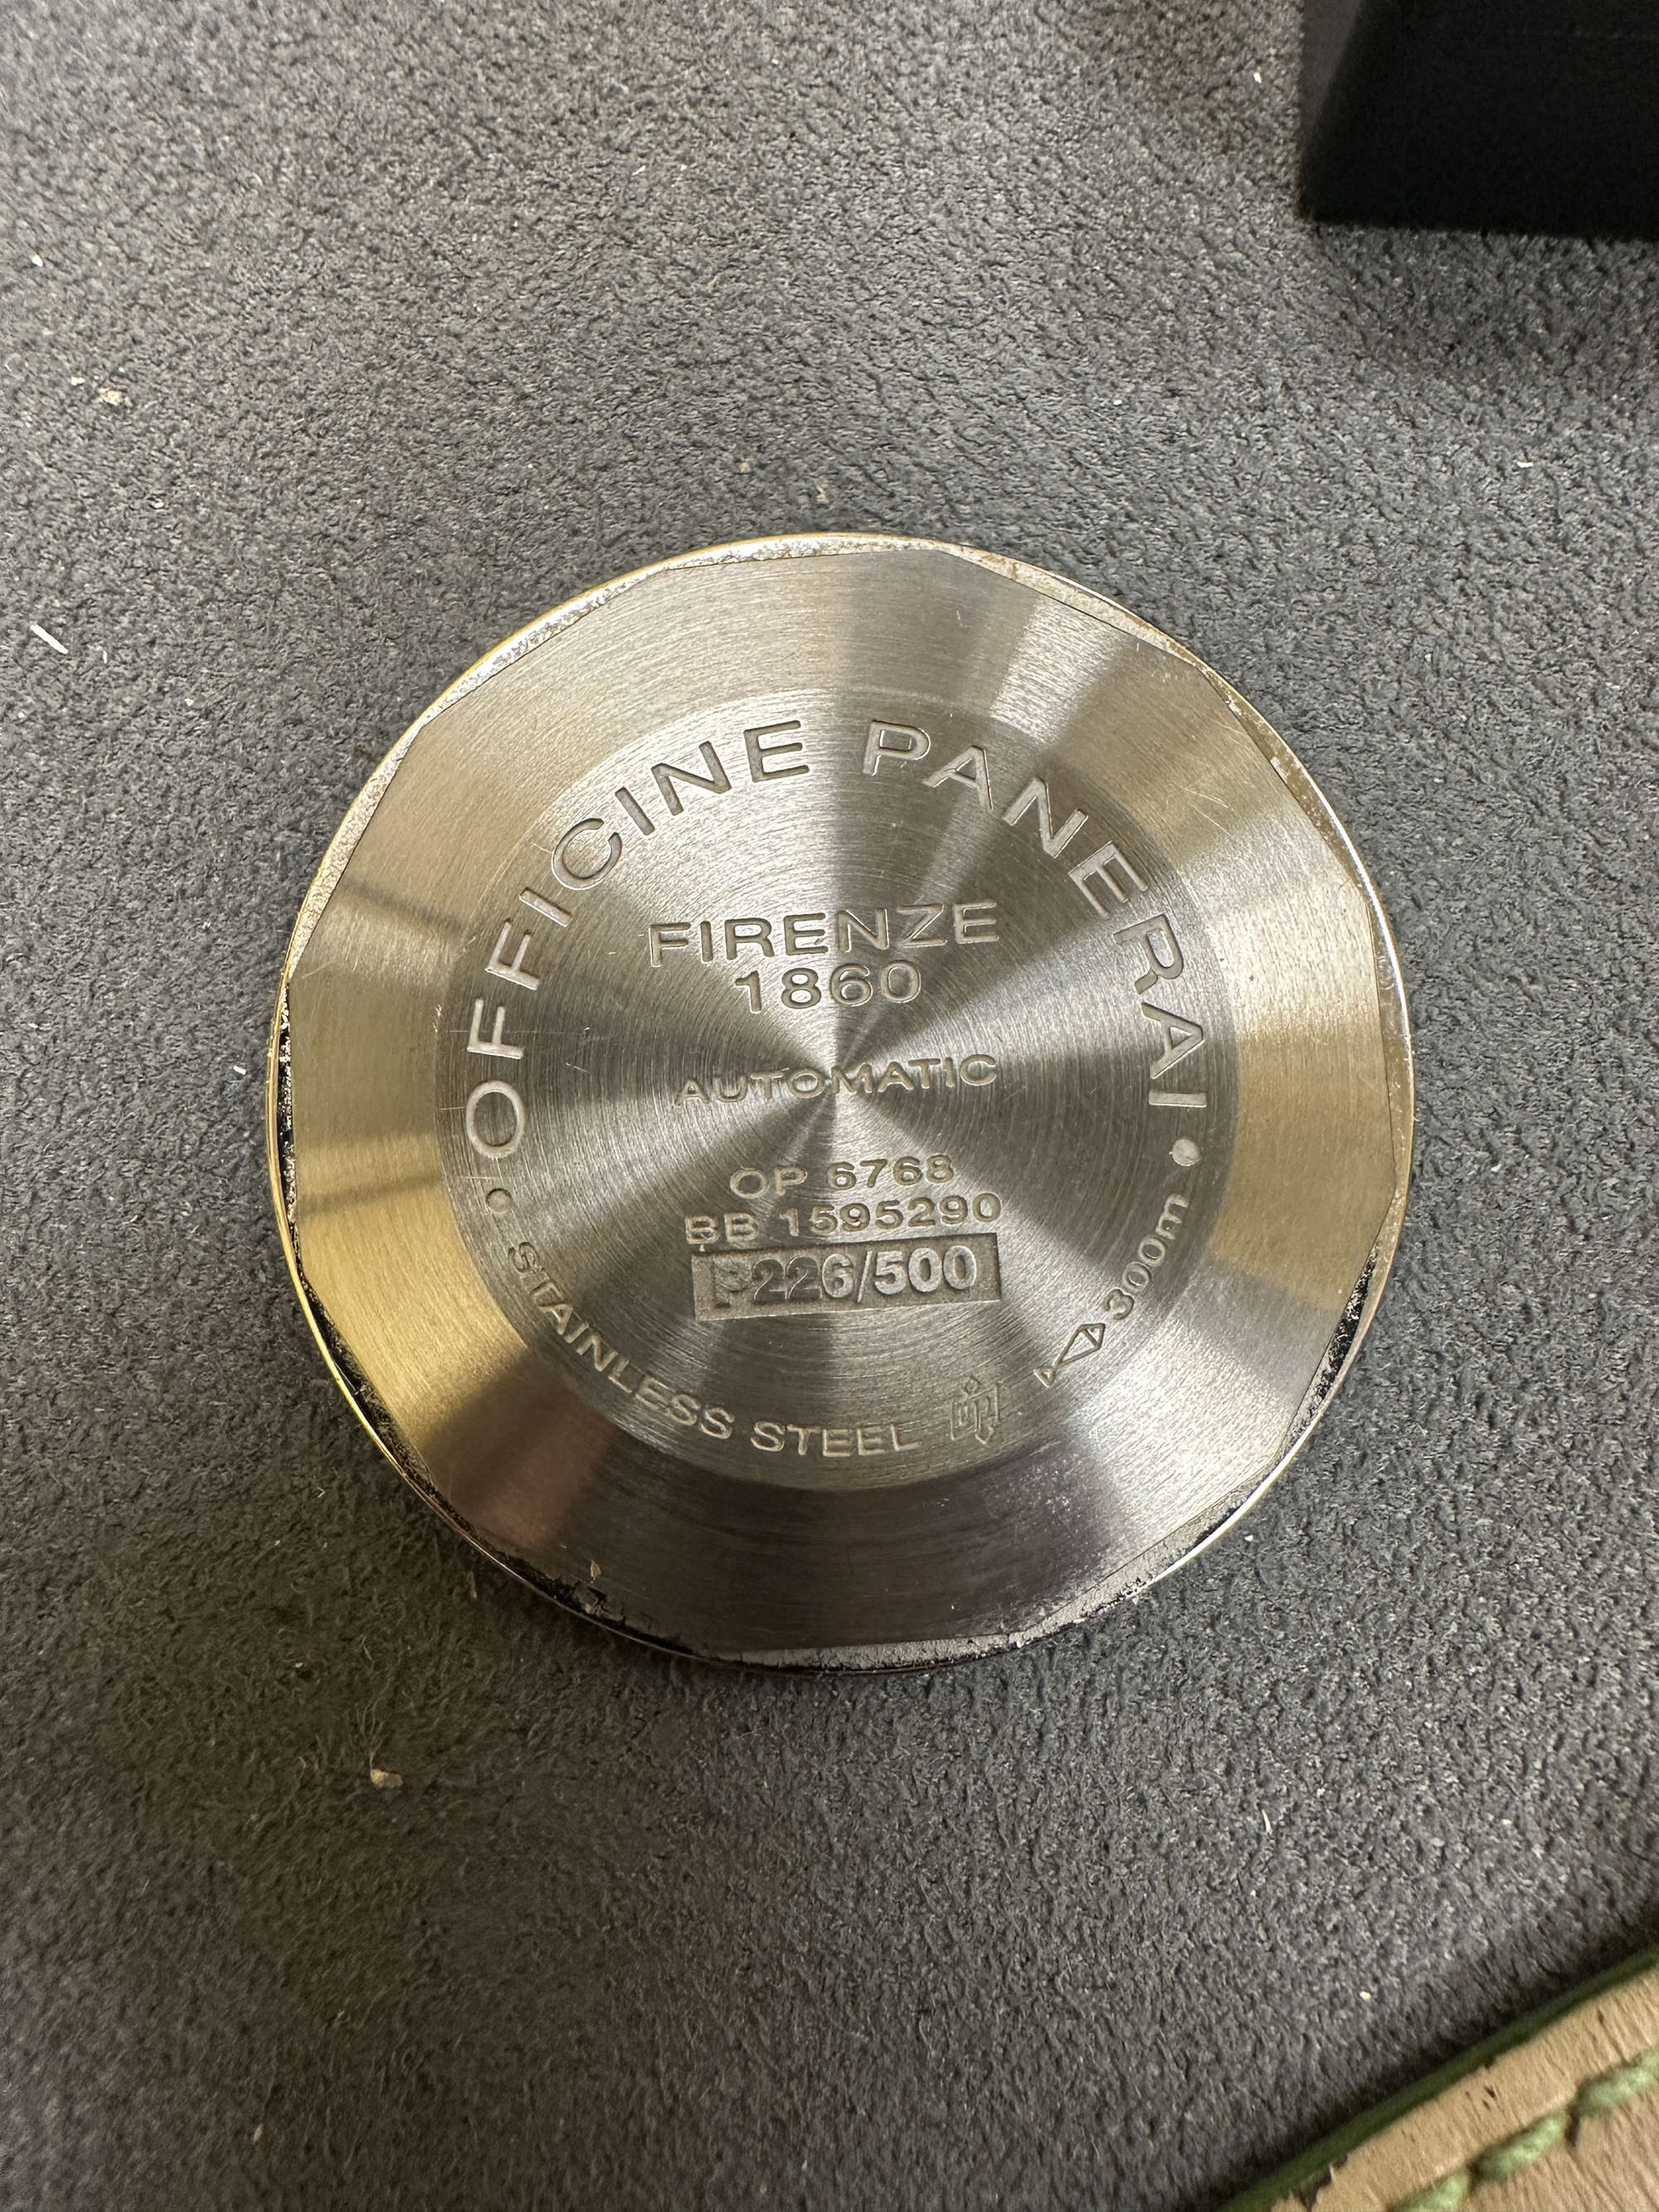 • OFFICINE PANERAI •
FIRENZE
1860
AUTOMATIC
OP 6768
BB 1595290
P226/500
STAINLESS STEEL
300m